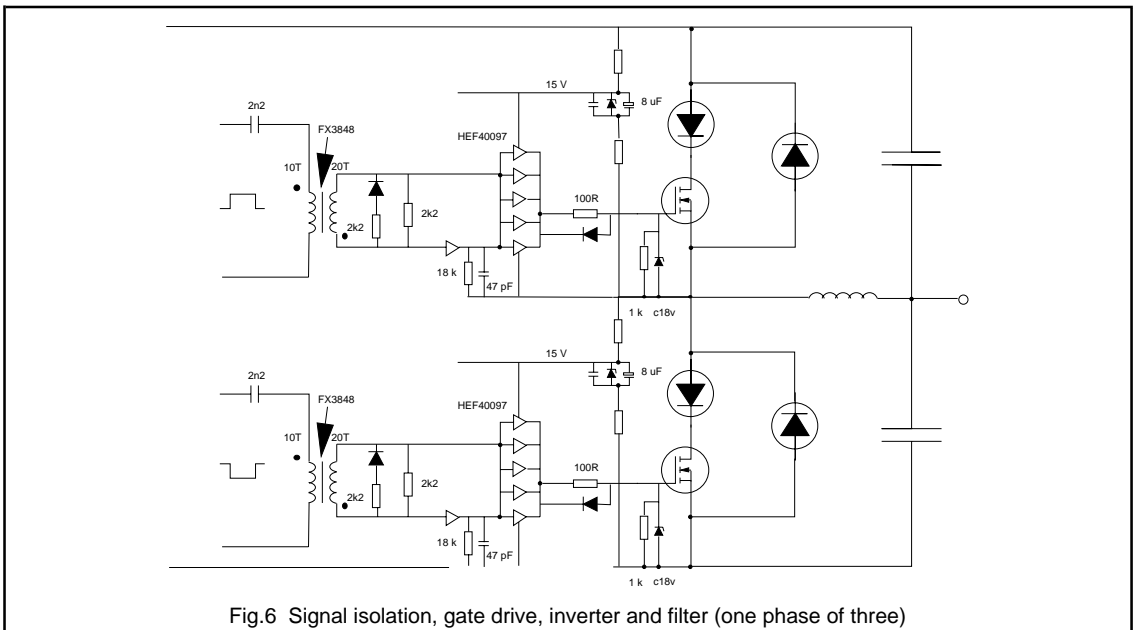 15 V
8 uF
2n2
FX3848
HEF40097
10T
20T
100R
2k2
2k2
18 k
47 pF
1 k
c18v
15 V
8 uF
2n2
FX3848
HEF40097
10T
20T
100R
2k2
2k2
18 k
47 pF
1 k
c18v
Fig.6 Signal isolation, gate drive, inverter and filter (one phase of three)